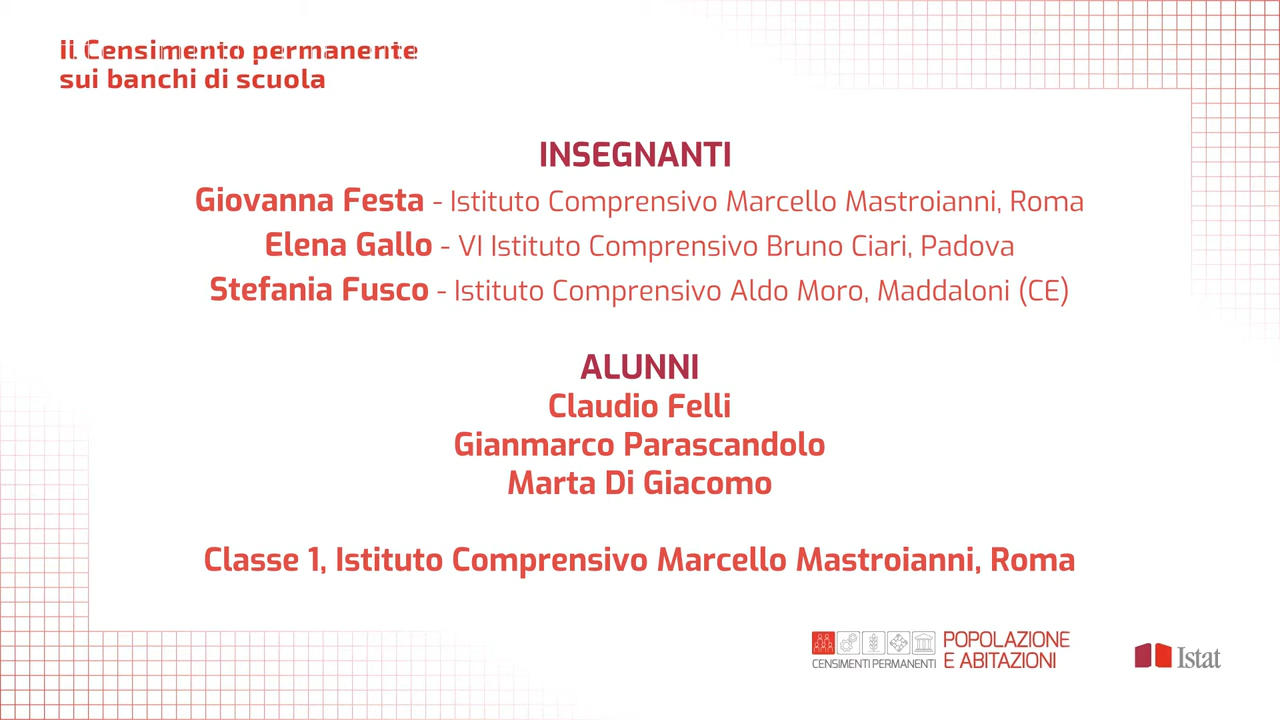 il Censimento permanente
sui banchi di scuola
INSEGNANTI
Giovanna Festa - Istituto Comprensivo Marcello Mastroianni, Roma
Elena Gallo - VI Istituto Comprensivo Bruno Ciari, Padova
Stefania Fusco - Istituto Comprensivo Aldo Moro, Maddaloni (CE)
ALUNNI
Claudio Felli
Gianmarco Parascandolo
Marta Di Giacomo
Classe 1, Istituto Comprensivo Marcello Mastroianni, Roma
CENSIMENTI PERMANENTI
POPOLAZIONE
E ABITAZIONI
Istat